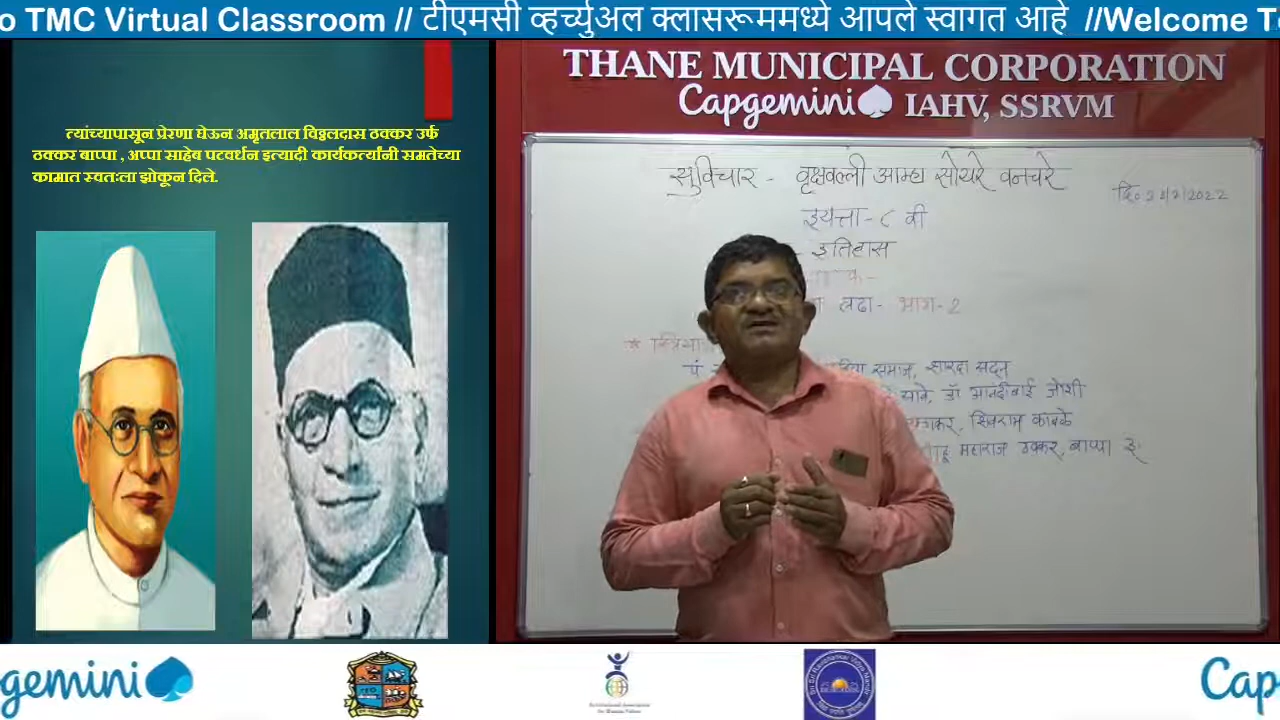 o TMC Virtual Classroom // टीएमसी व्हर्च्युअल क्लासरूममध्ये आपले स्वागत आहे //Welcome To
त्यांच्यापासून प्रेरणा घेऊन अमृतलाल विठ्ठलदास ठक्कर उर्फ
ठक्कर बाप्पा , अप्पा साहेब पटवर्धन इत्यादी कार्यकर्त्यांनी समतेच्या
कामात स्वतःला झोकून दिले.
THANE MUNICIPAL CORPORATION
Capgemini IAHV, SSRVM
सुविचार - वृक्षवल्ली आम्हा सोयरे वनचरे
इयत्ता - ८ वी
- इतिहास
लढा - भाग - 2
समाज, शारदा सदन
डॉ आनंदीबाई जोशी
शिवराम कांबळे
महाराज ठक्कर, बाप्पा इ.
gemini
Cap